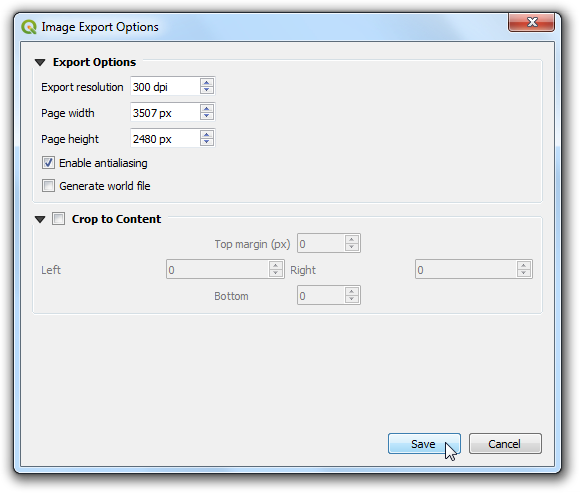 Image Export Options
Export Options
Export resolution 300 dpi
Page width 3507 px
Page height 2480 px
Enable antialiasing
Generate world file
Crop to Content
Top margin (px) 0
Left 0 Right 0
Bottom 0
Save Cancel